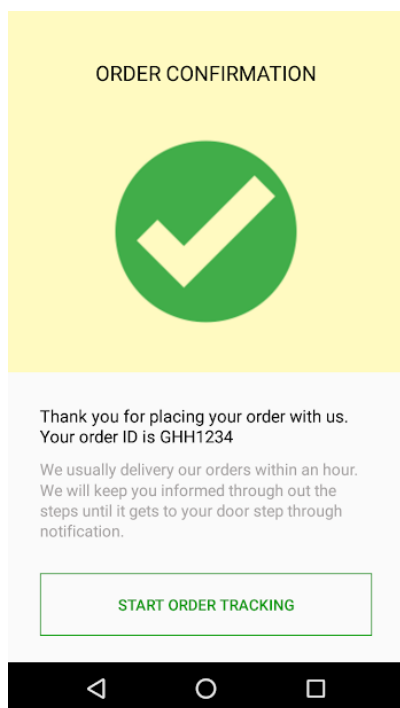 ORDER CONFIRMATION
Thank you for placing your order with us.
Your order ID is GHH1234
We usually delivery our orders within an hour.
We will keep you informed through out the
steps until it gets to your door step through
notification.
START ORDER TRACKING